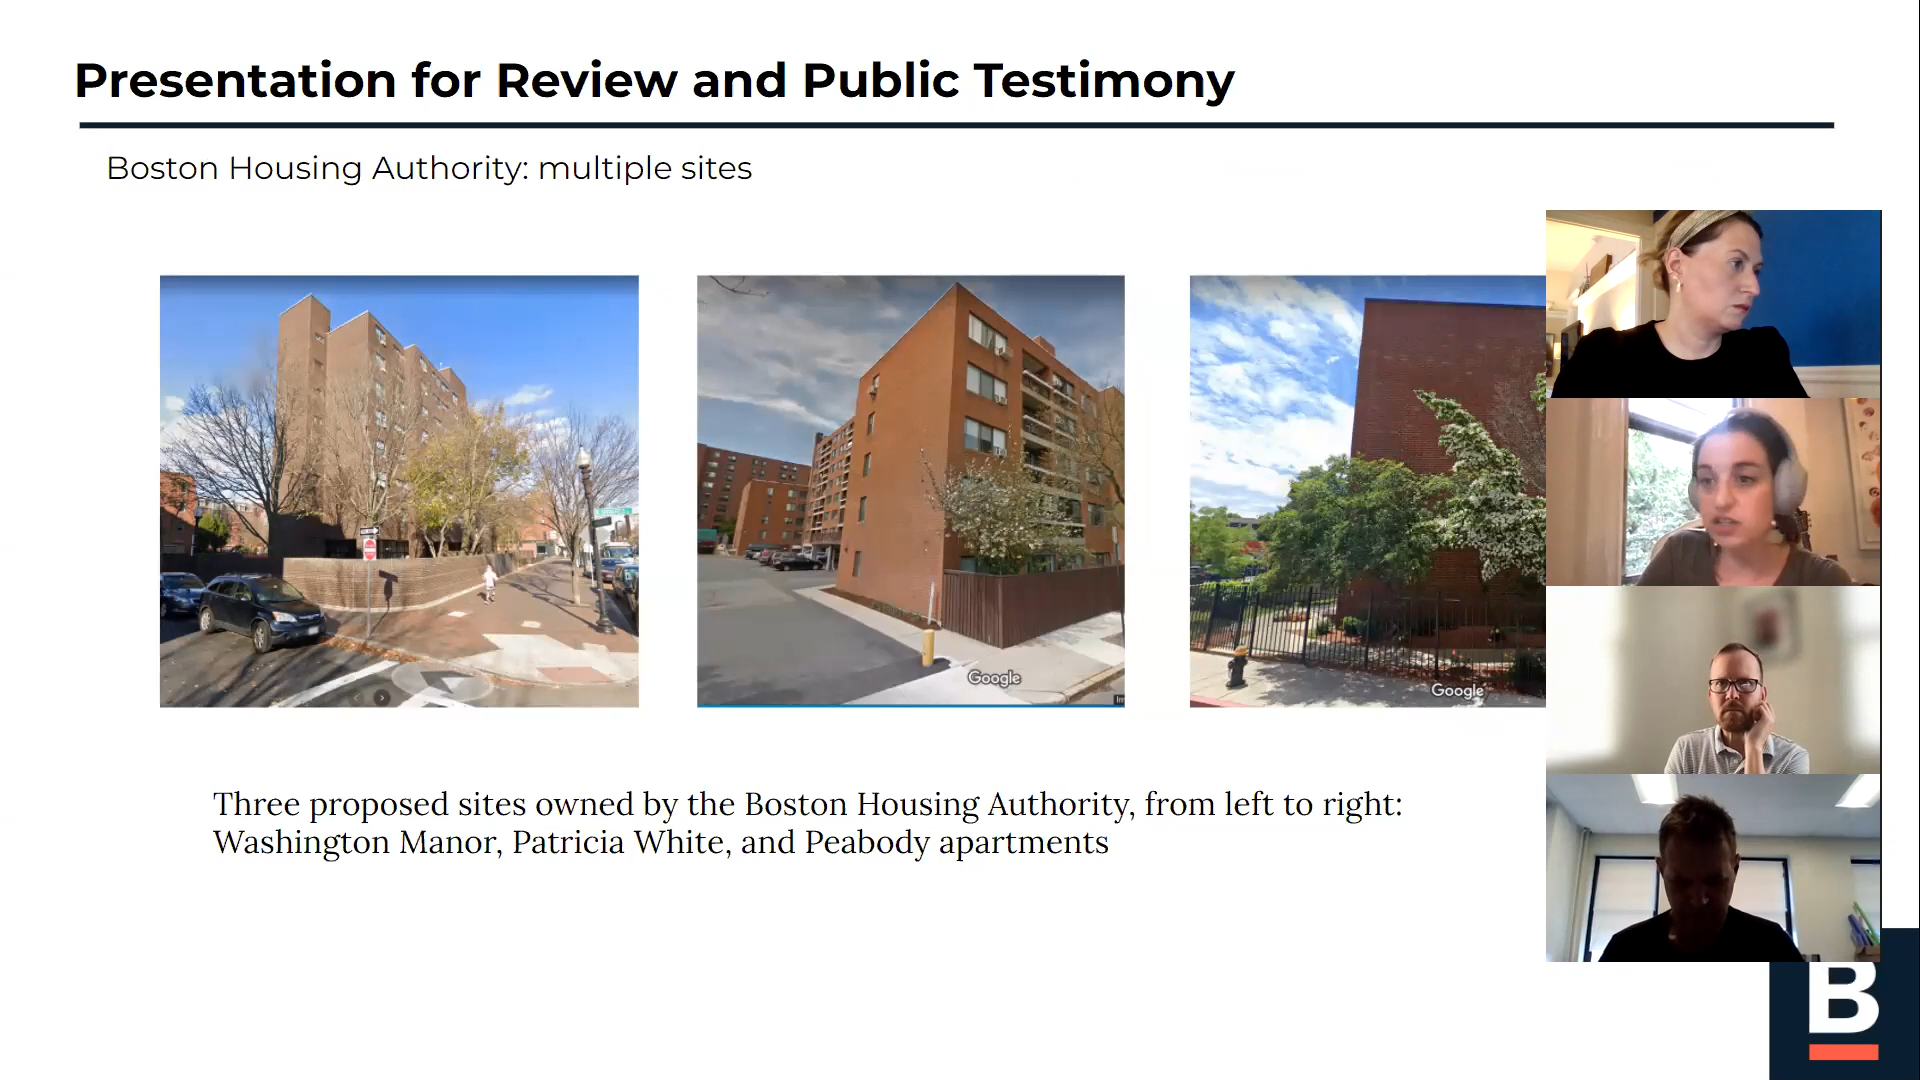 Presentation for Review and Public Testimony
Boston Housing Authority: multiple sites
Google
Google
Three proposed sites owned by the Boston Housing Authority, from left to right:
Washington Manor, Patricia White, and Peabody apartments
B